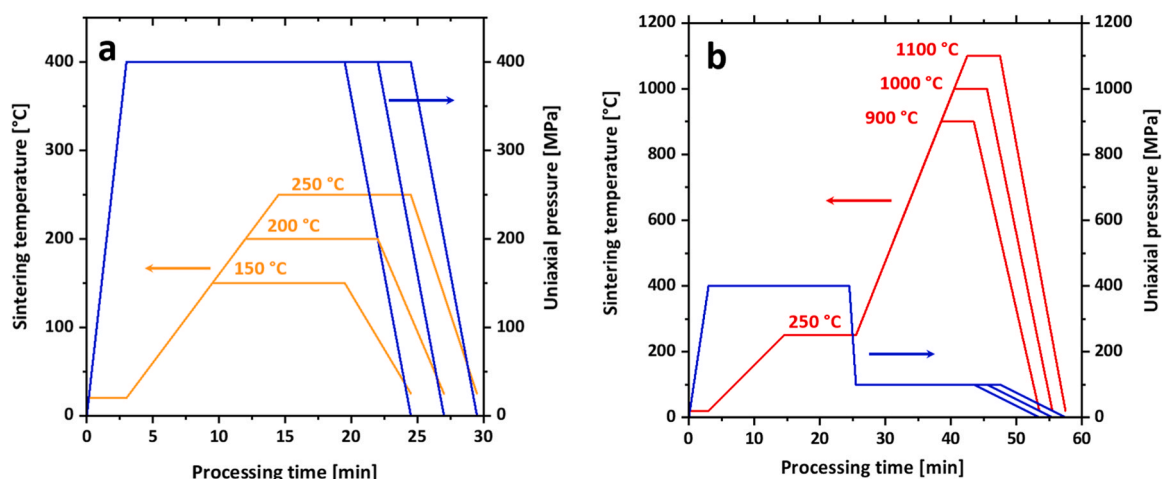 a
Sintering temperature [°C]
400
300
200
100
0
250 °C
200 °C
150 °C
400
300
200
100
0
Uniaxial pressure [MPa]
0 5 10 15 20 25 30
Processing time [min]
b
Sintering temperature [°C]
1200
1000
800
600
400
200
0
1100 °C
1000 °C
900 °C
250 °C
1200
1000
800
600
400
200
0
Uniaxial pressure [MPa]
0 10 20 30 40 50 60
Processing time [min]